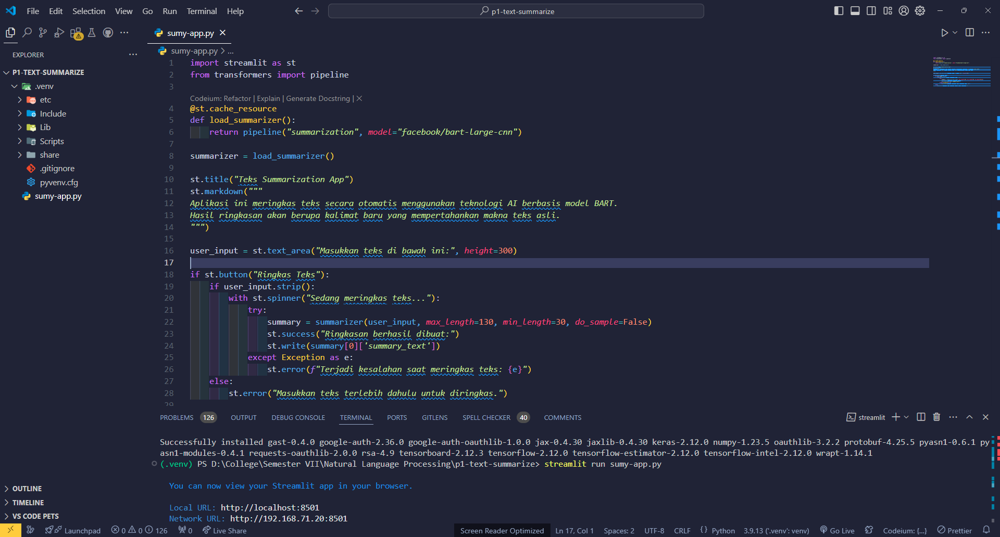 File Edit Selection View Go Run Terminal Help
p1-text-summarize
sumy-app.py
EXPLORER
sumy-app.py > ...
P1-TEXT-SUMMARIZE
.venv
etc
Include
Lib
Scripts
share
.gitignore
pyvenv.cfg
sumy-app.py
1 import streamlit as st
2 from transformers import pipeline
3
Codeium: Refactor | Explain | Generate Docstring | X
4 @st.cache_resource
5 def load_summarizer():
6 return pipeline("summarization", model="facebook/bart-large-cnn")
7
8 summarizer = load_summarizer()
9
10 st.title("Teks Summarization App")
11 st.markdown("""
12 Aplikasi ini meringkas teks secara otomatis menggunakan teknologi AI berbasis model BART.
13 Hasil ringkasan akan berupa kalimat baru yang mempertahankan makna teks asli.
14 """)
15
16 user_input = st.text_area("Masukkan teks di bawah ini:", height=300)
17
18 if st.button("Ringkas Teks"):
19 if user_input.strip():
20 with st.spinner("Sedang meringkas teks..."):
21 try:
22 summary = summarizer(user_input, max_length=130, min_length=30, do_sample=False)
23 st.success("Ringkasan berhasil dibuat:")
24 st.write(summary[0]['summary_text'])
25 except Exception as e:
26 st.error(f"Terjadi kesalahan saat meringkas teks: {e}")
27 else:
28 st.error("Masukkan teks terlebih dahulu untuk diringkas.")
29
PROBLEMS 126 OUTPUT DEBUG CONSOLE TERMINAL PORTS GITLENS SPELL CHECKER 40 COMMENTS
streamlit
Successfully installed gast-0.4.0 google-auth-2.36.0 google-auth-oauthlib-1.0.0 jax-0.4.30 jaxlib-0.4.30 keras-2.12.0 numpy-1.23.5 oauthlib-3.2.2 protobuf-4.25.5 pyasn1-0.6.1 py
asn1-modules-0.4.1 requests-oauthlib-2.0.0 rsa-4.9 tensorboard-2.12.3 tensorflow-2.12.0 tensorflow-estimator-2.12.0 tensorflow-intel-2.12.0 wrapt-1.14.1
(.venv) PS D:\College\Semester VII\Natural Language Processing\p1-text-summarize> streamlit run sumy-app.py
You can now view your Streamlit app in your browser.
Local URL: http://localhost:8501
Network URL: http://192.168.71.20:8501
OUTLINE
TIMELINE
VS CODE PETS
Launchpad 0 0 126 0 Live Share Screen Reader Optimized Ln 17, Col 1 Spaces: 2 UTF-8 CRLF {} Python 3.9.13 ('.venv': venv) Go Live Codeium: {...} Prettier